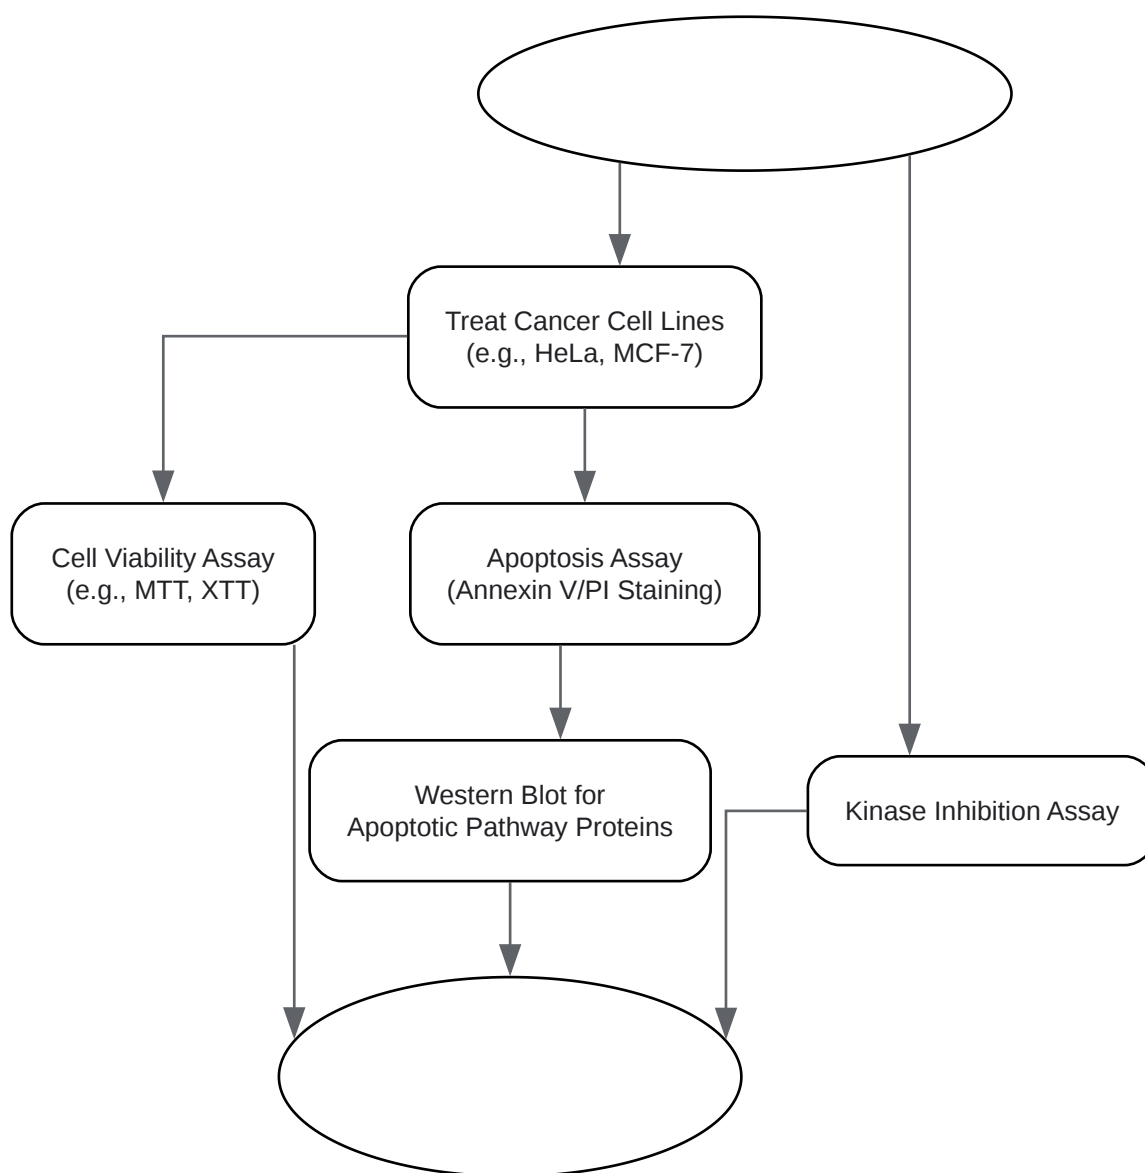 Treat Cancer Cell Lines
(e.g., HeLa, MCF-7)
Cell Viability Assay
(e.g., MTT, XTT)
Apoptosis Assay
(Annexin V/PI Staining)
Western Blot for
Apoptotic Pathway Proteins
Kinase Inhibition Assay